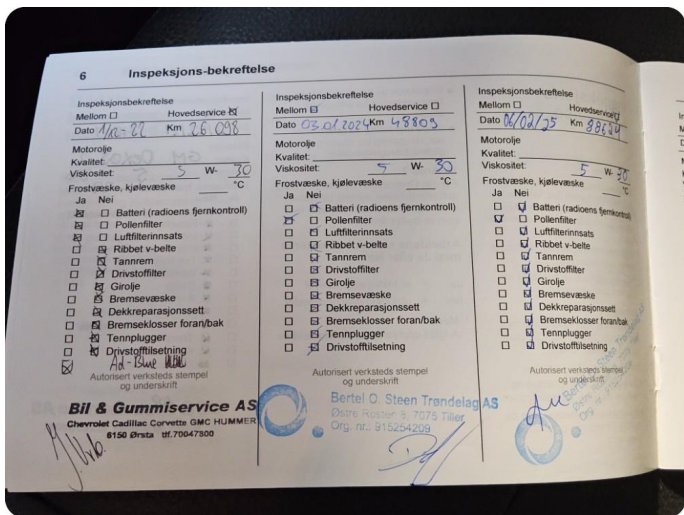 6 Inspeksjons-bekreftelse
Inspeksjonsbekreftelse
Mellom Hovedservice
Dato 1/12-22 Km 26 098
Motorolje
Kvalitet:
Viskositet: 5 W- 30
Frostvæske, kjølevæske °C
Ja Nei
Batteri (radioens fjernkontroll)
Pollenfilter
Luftfilterinnsats
Ribbet v-belte
Tannrem
Drivstoffilter
Girolje
Bremsevæske
Dekkreparasjonssett
Bremseklosser foran/bak
Tennplugger
Drivstofftilsetning
Ad-Blue
Autorisert verksteds stempel
og underskrift
Bil & Gummiservice AS
Chevrolet Cadillac Corvette GMC HUMMER
6150 Ørsta tlf.70047800
Inspeksjonsbekreftelse
Mellom Hovedservice
Dato 03.01.2024 Km 48809
Motorolje
Kvalitet:
Viskositet: 5 W- 30
Frostvæske, kjølevæske °C
Ja Nei
Batteri (radioens fjernkontroll)
Pollenfilter
Luftfilterinnsats
Ribbet v-belte
Tannrem
Drivstoffilter
Girolje
Bremsevæske
Dekkreparasjonssett
Bremseklosser foran/bak
Tennplugger
Drivstofftilsetning
Autorisert verksteds stempel
og underskrift
Bertel O. Steen Trøndelag AS
Østre Rosten 8, 7075 Tiller
Org. nr.: 915254209
Inspeksjonsbekreftelse
Mellom Hovedservice
Dato 06/02/25 Km 88624
Motorolje
Kvalitet:
Viskositet: 5 W- 30
Frostvæske, kjølevæske °C
Ja Nei
Batteri (radioens fjernkontroll)
Pollenfilter
Luftfilterinnsats
Ribbet v-belte
Tannrem
Drivstoffilter
Girolje
Bremsevæske
Dekkreparasjonssett
Bremseklosser foran/bak
Tennplugger
Drivstofftilsetning
Autorisert verksteds stempel
og underskrift